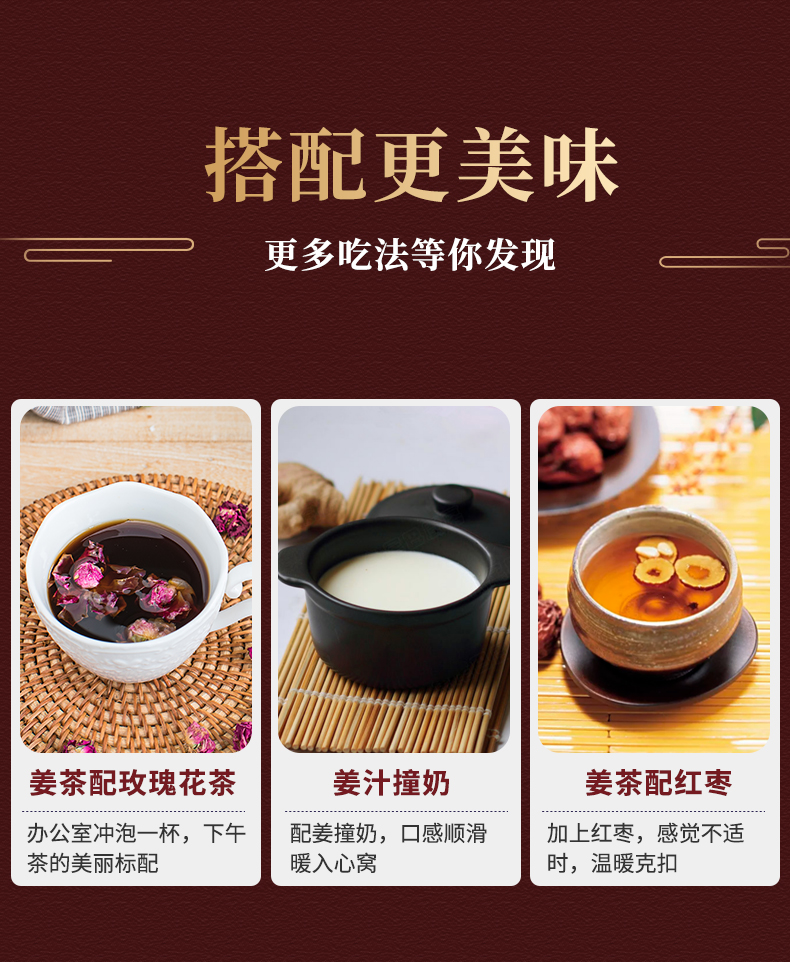 搭配更美味
更多吃法等你发现
姜茶配玫瑰花茶
办公室冲泡一杯，下午
茶的美丽标配
姜汁撞奶
配姜撞奶，口感顺滑
暖入心窝
姜茶配红枣
加上红枣，感觉不适
时，温暖克扣